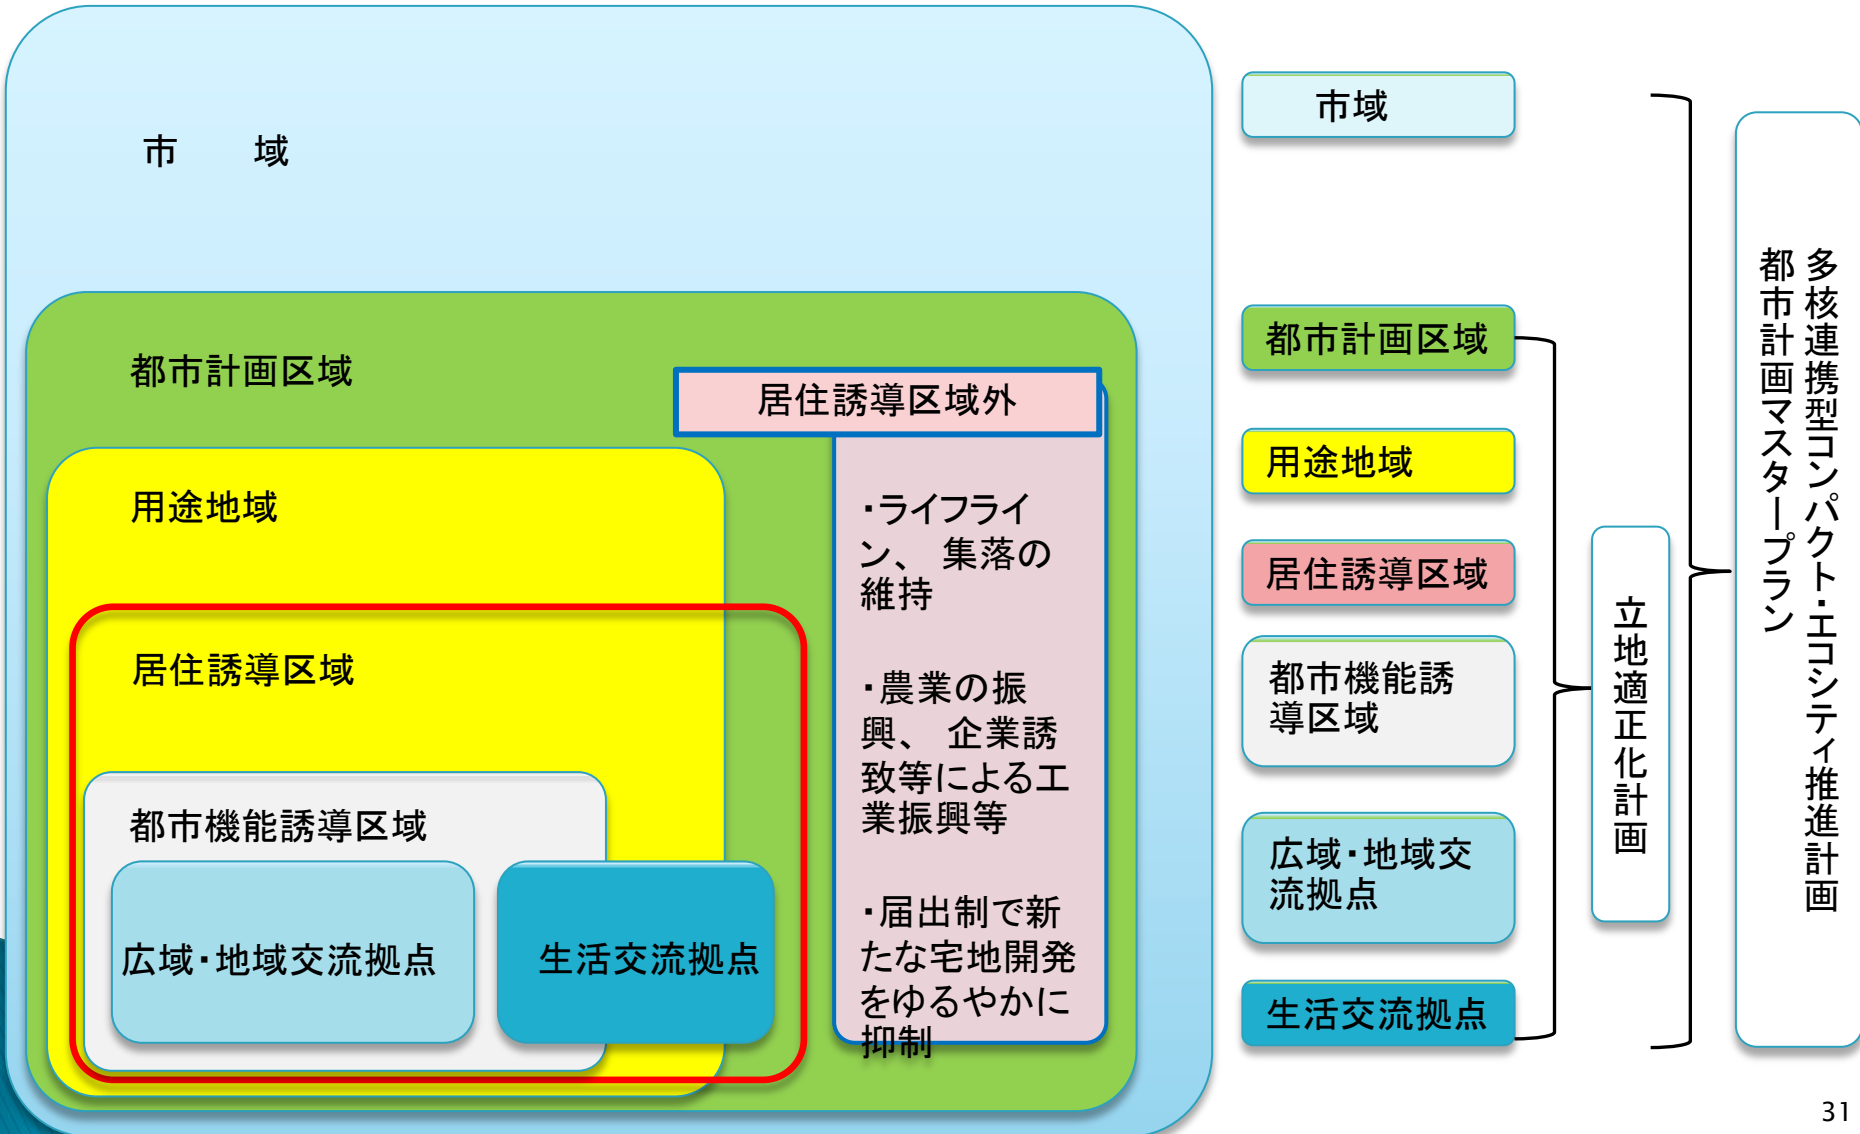 市 域
都市計画区域
居住誘導区域外
用途地域
・ライフライ
ン、 集落の
維持
・農業の振
興、 企業誘
致等による工
業振興等
・届出制で新
たな宅地開発
をゆるやかに
抑制
居住誘導区域
都市機能誘導区域
広域・地域交流拠点
生活交流拠点
市域
都市計画区域
用途地域
居住誘導区域
都市機能誘
導区域
広域・地域交
流拠点
生活交流拠点
立地適正化計画
多核連携型コンパクト・エコシティ推進計画
都市計画マスタープラン
31